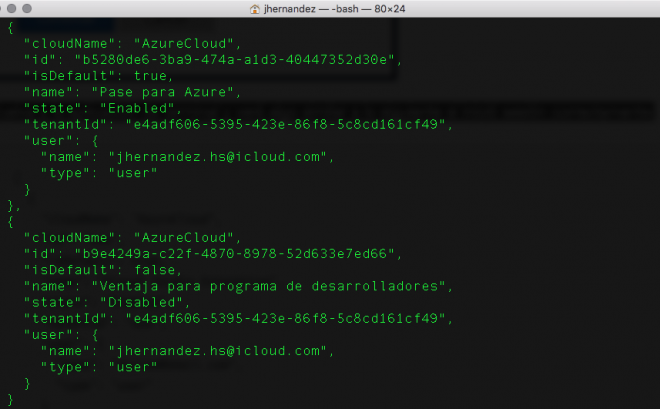 jhernandez — -bash — 80×24
{
"cloudName": "AzureCloud",
"id": "b5280de6-3ba9-474a-a1d3-40447352d30e",
"isDefault": true,
"name": "Pase para Azure",
"state": "Enabled",
"tenantId": "e4adf606-5395-423e-86f8-5c8cd161cf49",
"user": {
"name": "jhernandez.hs@icloud.com",
"type": "user"
}
},
{
"cloudName": "AzureCloud",
"id": "b9e4249a-c22f-4870-8978-52d633e7ed66",
"isDefault": false,
"name": "Ventaja para programa de desarrolladores",
"state": "Disabled",
"tenantId": "e4adf606-5395-423e-86f8-5c8cd161cf49",
"user": {
"name": "jhernandez.hs@icloud.com",
"type": "user"
}
}